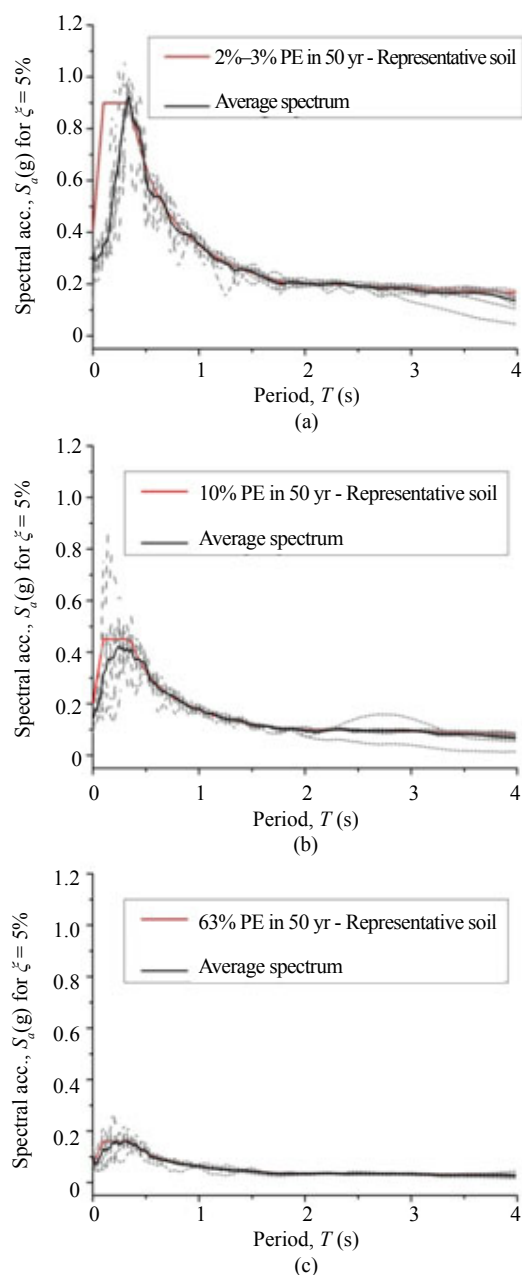 1.2
1.0
0.8
0.6
0.4
0.2
0
Spectral acc., Sa(g) for ξ = 5%
2%–3% PE in 50 yr - Representative soil
Average spectrum
0 1 2 3 4
Period, T (s)
(a)
1.2
1.0
0.8
0.6
0.4
0.2
0
Spectral acc., Sa(g) for ξ = 5%
10% PE in 50 yr - Representative soil
Average spectrum
0 1 2 3 4
Period, T (s)
(b)
1.2
1.0
0.8
0.6
0.4
0.2
0
Spectral acc., Sa(g) for ξ = 5%
63% PE in 50 yr - Representative soil
Average spectrum
0 1 2 3 4
Period, T (s)
(c)